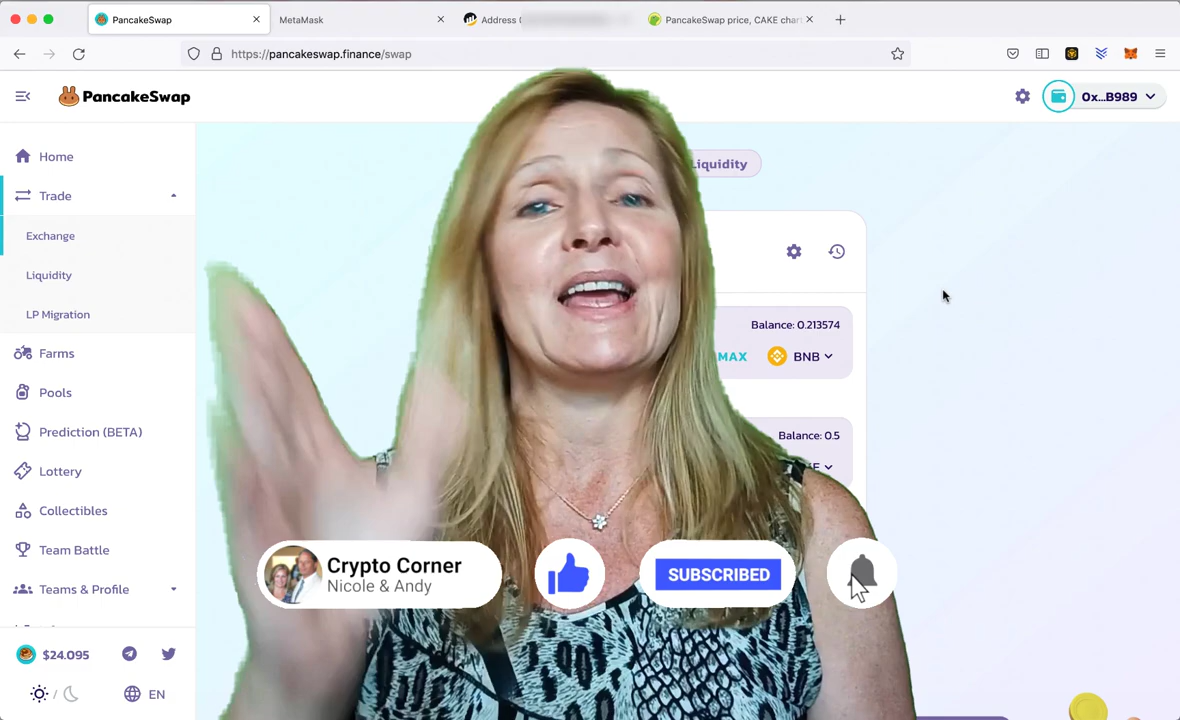 PancakeSwap
MetaMask
Address
PancakeSwap price, CAKE char
https://pancakeswap.finance/swap
PancakeSwap
0x...B989
Home
Trade
Exchange
Liquidity
LP Migration
Farms
Pools
Prediction (BETA)
Lottery
Collectibles
Team Battle
Teams & Profile
$24.095
/
EN
Liquidity
Balance: 0.213574
MAX
BNB
Balance: 0.5
Crypto Corner
Nicole & Andy
SUBSCRIBED